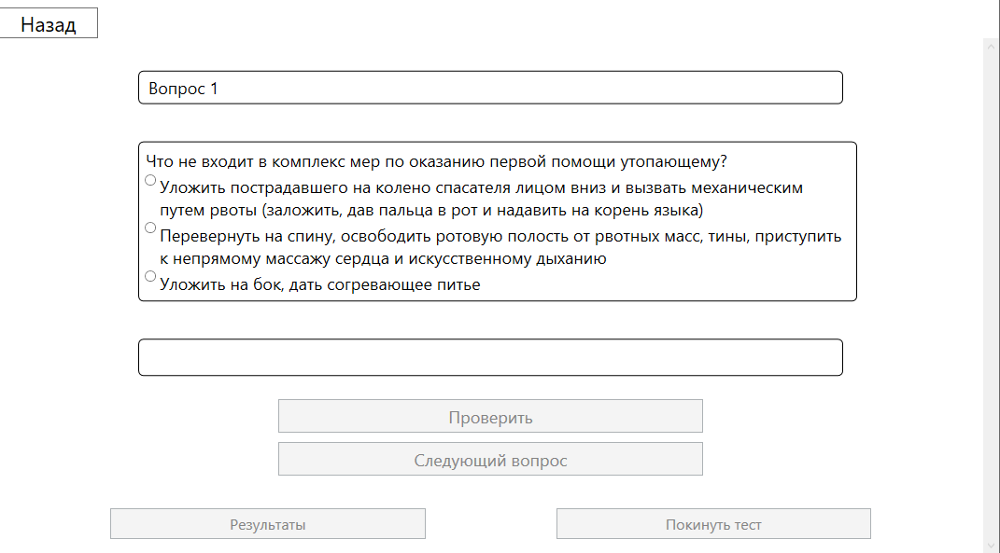 Назад
Вопрос 1
Что не входит в комплекс мер по оказанию первой помощи утопающему?
Уложить пострадавшего на колено спасателя лицом вниз и вызвать механическим
путем рвоты (заложить, дав пальца в рот и надавить на корень языка)
Перевернуть на спину, освободить ротовую полость от рвотных масс, тины, приступить
к непрямому массажу сердца и искусственному дыханию
Уложить на бок, дать согревающее питье
Проверить
Следующий вопрос
Результаты
Покинуть тест